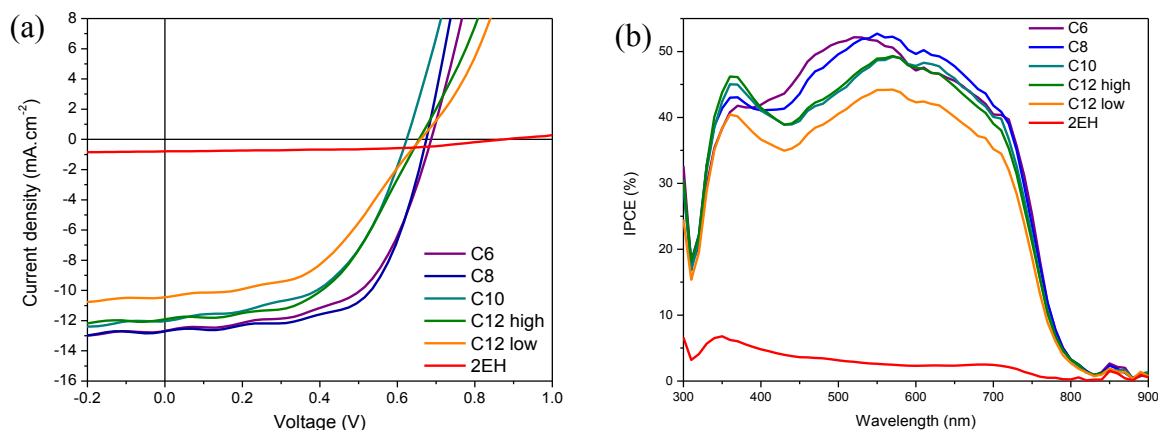 (a)
8
6
4
2
0
-2
-4
-6
-8
-10
-12
-14
-16
Current density (mA.cm-2)
-0.2
0.0
0.2
0.4
0.6
0.8
1.0
Voltage (V)
C6
C8
C10
C12 high
C12 low
2EH
(b)
50
40
30
20
10
0
IPCE (%)
300
400
500
600
700
800
900
Wavelength (nm)
C6
C8
C10
C12 high
C12 low
2EH